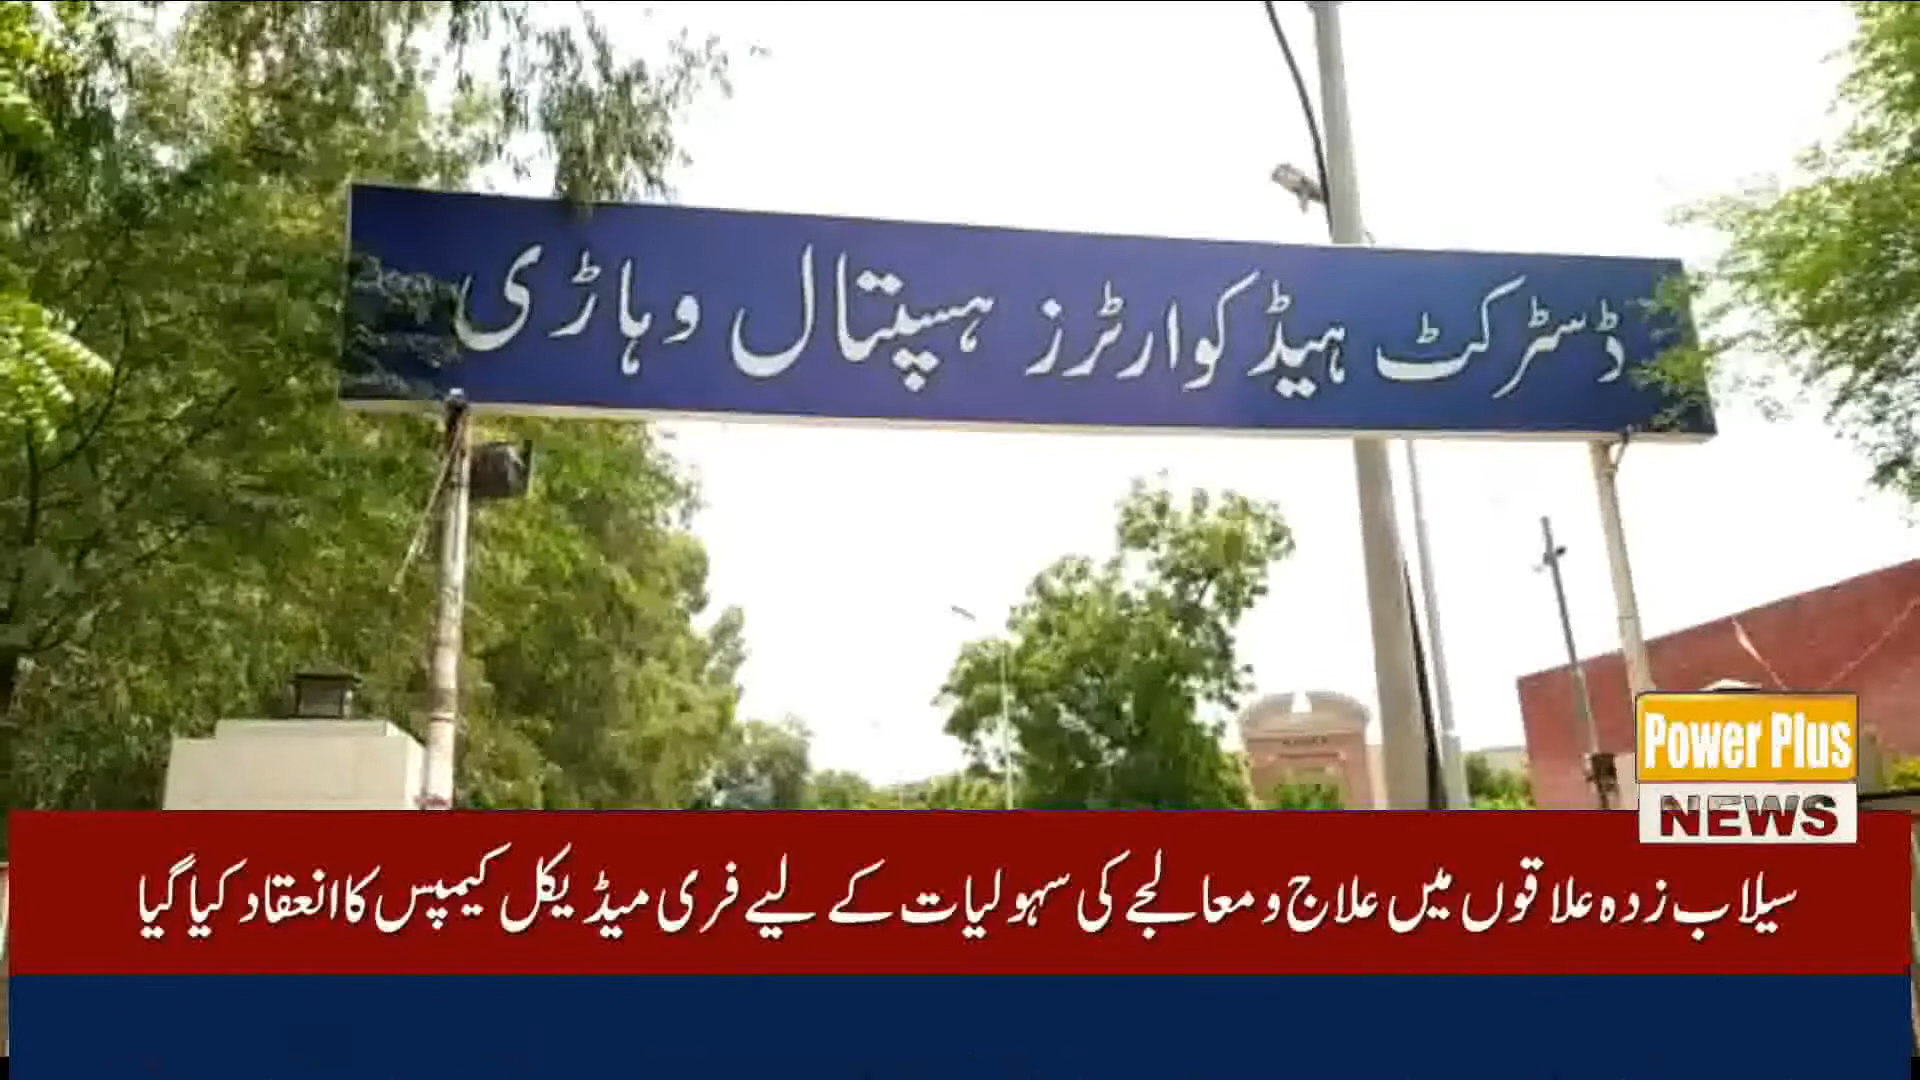 ڈسٹرکٹ ہیڈ کوارٹرز ہسپتال وہاڑی
Power Plus
NEWS
سیلاب زدہ علاقوں میں علاج و معالجے کی سہولیات کے لیے فری میڈیکل کیمپس کا انعقاد کیا گیا